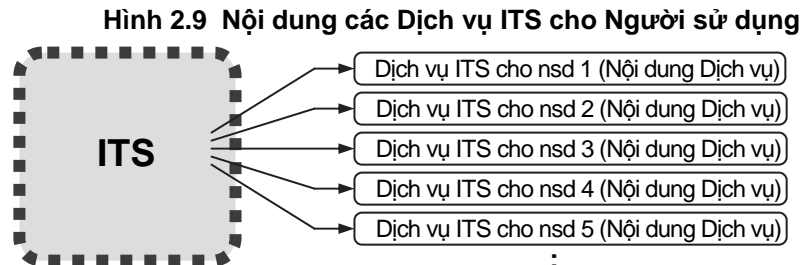 Hình 2.9 Nội dung các Dịch vụ ITS cho Người sử dụng
ITS
Dịch vụ ITS cho nsd 1 (Nội dung Dịch vụ)
Dịch vụ ITS cho nsd 2 (Nội dung Dịch vụ)
Dịch vụ ITS cho nsd 3 (Nội dung Dịch vụ)
Dịch vụ ITS cho nsd 4 (Nội dung Dịch vụ)
Dịch vụ ITS cho nsd 5 (Nội dung Dịch vụ)